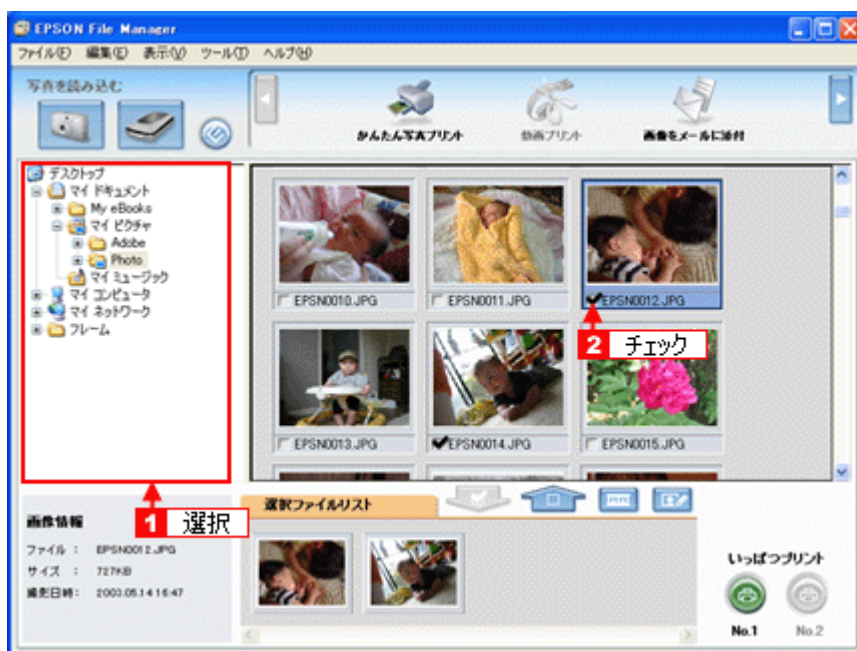 EPSON File Manager
ファイル(F) 編集(E) 表示(V) ツール(T) ヘルプ(H)
写真を読み込む
かんたん写真プリント
動画プリント
画像をメールに添付
デスクトップ
マイ ドキュメント
My eBooks
マイ ピクチャ
Adobe
Photo
マイ ミュージック
マイ コンピュータ
マイ ネットワーク
フレーム
EPSN0010.JPG
EPSN0011.JPG
EPSN0012.JPG
2 チェック
EPSN0013.JPG
EPSN0014.JPG
EPSN0015.JPG
1 選択
選択ファイルリスト
画像情報
ファイル : EPSN0012.JPG
サイズ : 727KB
撮影日時: 2003.05.14 16:47
いっぱつプリント
No.1
No.2